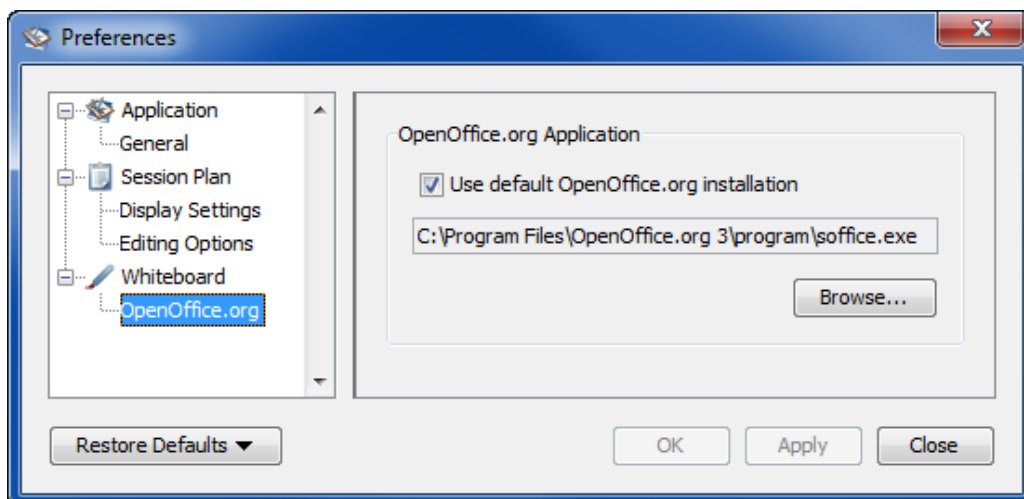 Preferences
Application
General
Session Plan
Display Settings
Editing Options
Whiteboard
OpenOffice.org
OpenOffice.org Application
Use default OpenOffice.org installation
C:\Program Files\OpenOffice.org 3\program\soffice.exe
Browse...
Restore Defaults
OK
Apply
Close